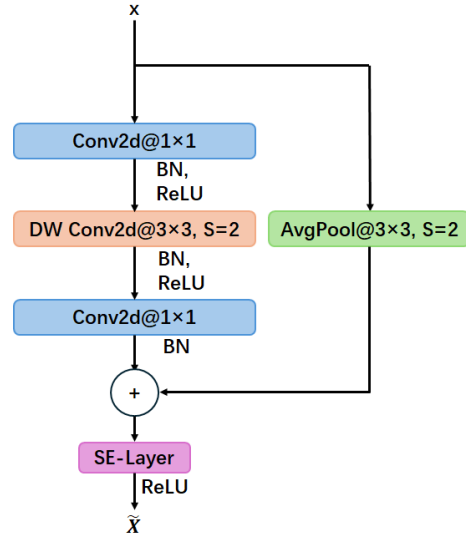 x
Conv2d@1×1
BN,
ReLU
DW Conv2d@3×3, S=2
AvgPool@3×3, S=2
BN,
ReLU
Conv2d@1×1
BN
+
SE-Layer
ReLU
X̃